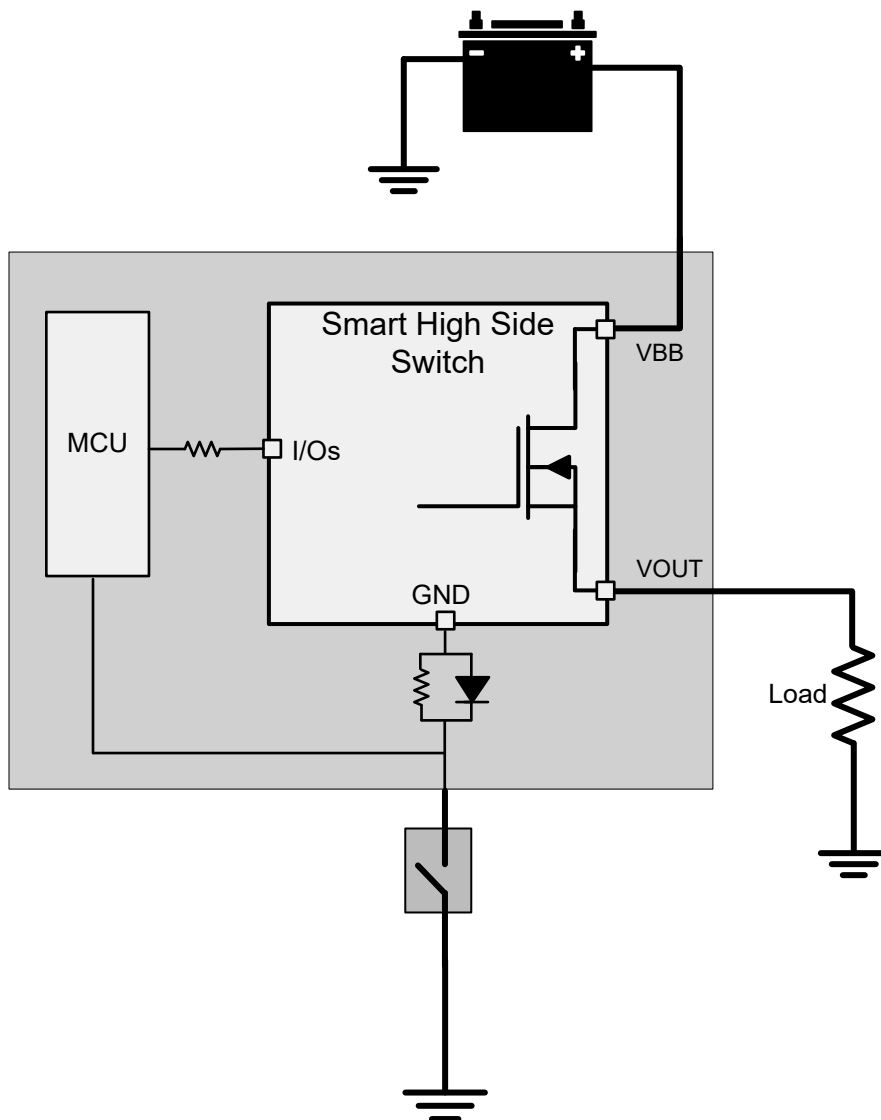 Smart High Side
Switch
VBB
MCU
I/Os
VOUT
GND
Load